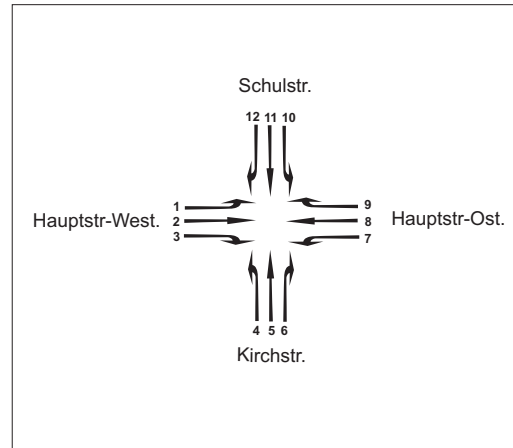 Schulstr.
12 11 10
1
9
Hauptstr-West.
2
8
Hauptstr-Ost.
3
7
4 5 6
Kirchstr.